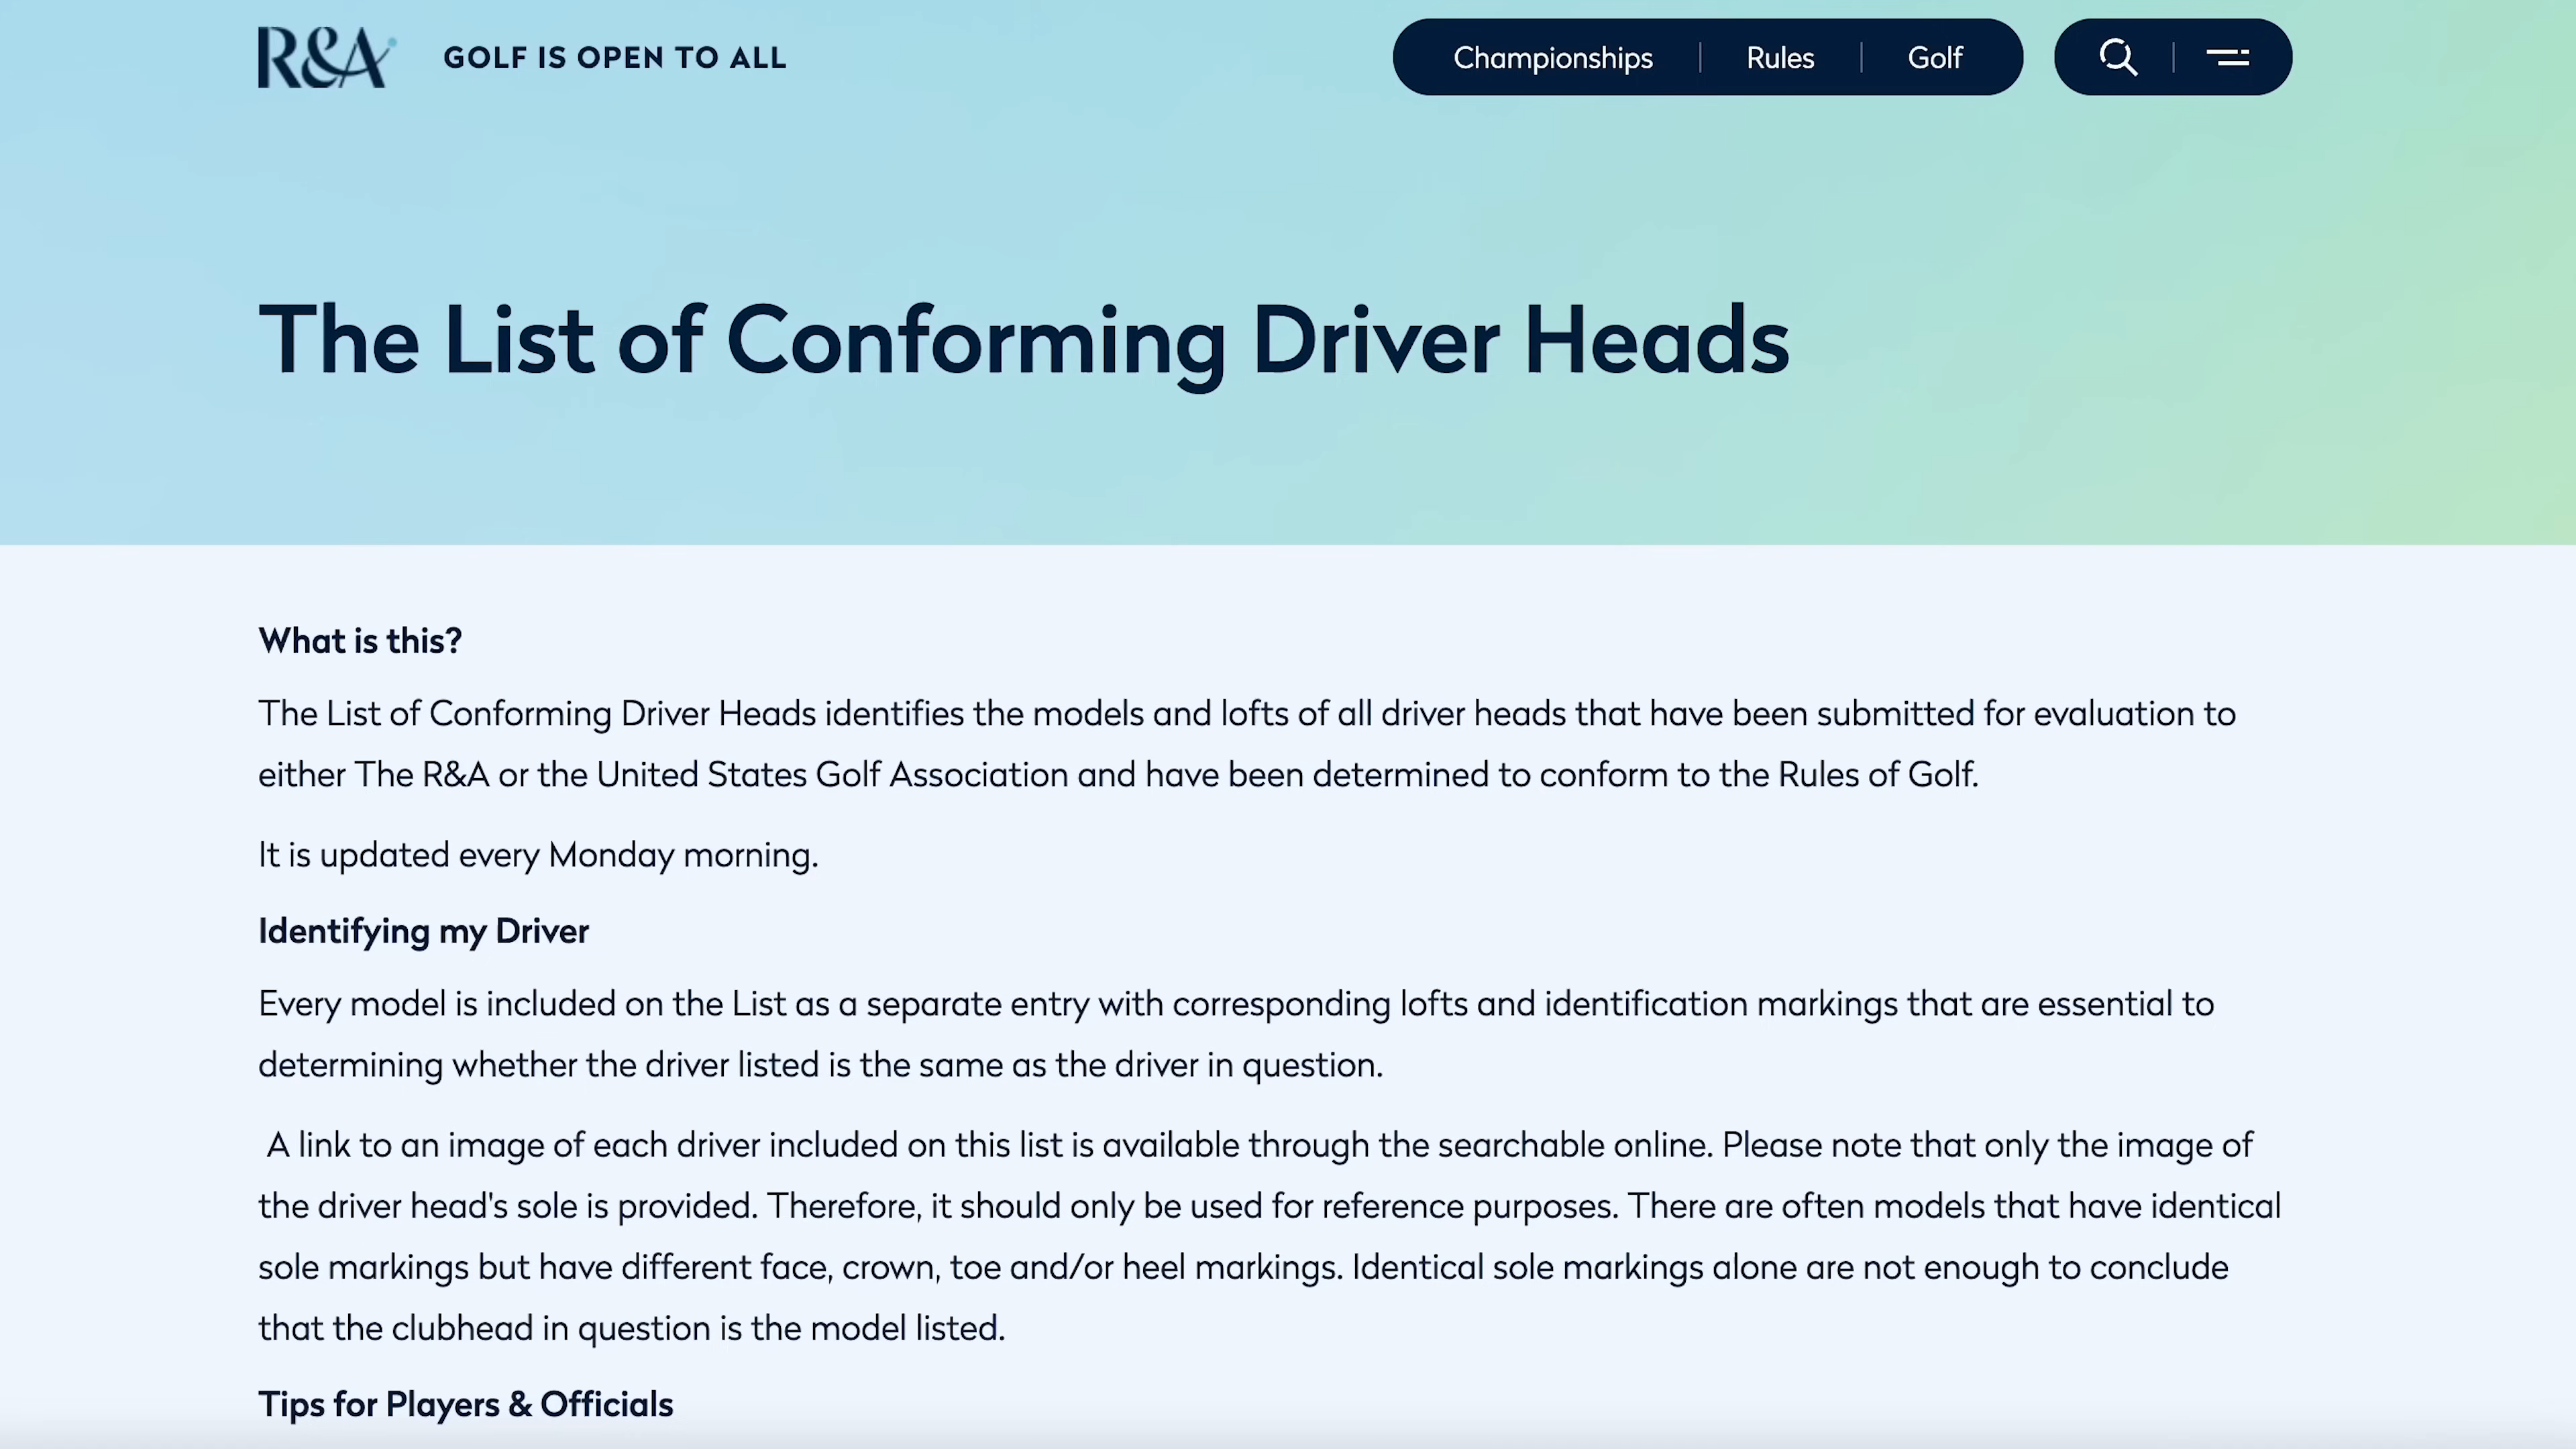 R&A GOLF IS OPEN TO ALL Championships Rules Golf
The List of Conforming Driver Heads
What is this?
The List of Conforming Driver Heads identifies the models and lofts of all driver heads that have been submitted for evaluation to
either The R&A or the United States Golf Association and have been determined to conform to the Rules of Golf.
It is updated every Monday morning.
Identifying my Driver
Every model is included on the List as a separate entry with corresponding lofts and identification markings that are essential to
determining whether the driver listed is the same as the driver in question.
A link to an image of each driver included on this list is available through the searchable online. Please note that only the image of
the driver head's sole is provided. Therefore, it should only be used for reference purposes. There are often models that have identical
sole markings but have different face, crown, toe and/or heel markings. Identical sole markings alone are not enough to conclude
that the clubhead in question is the model listed.
Tips for Players & Officials